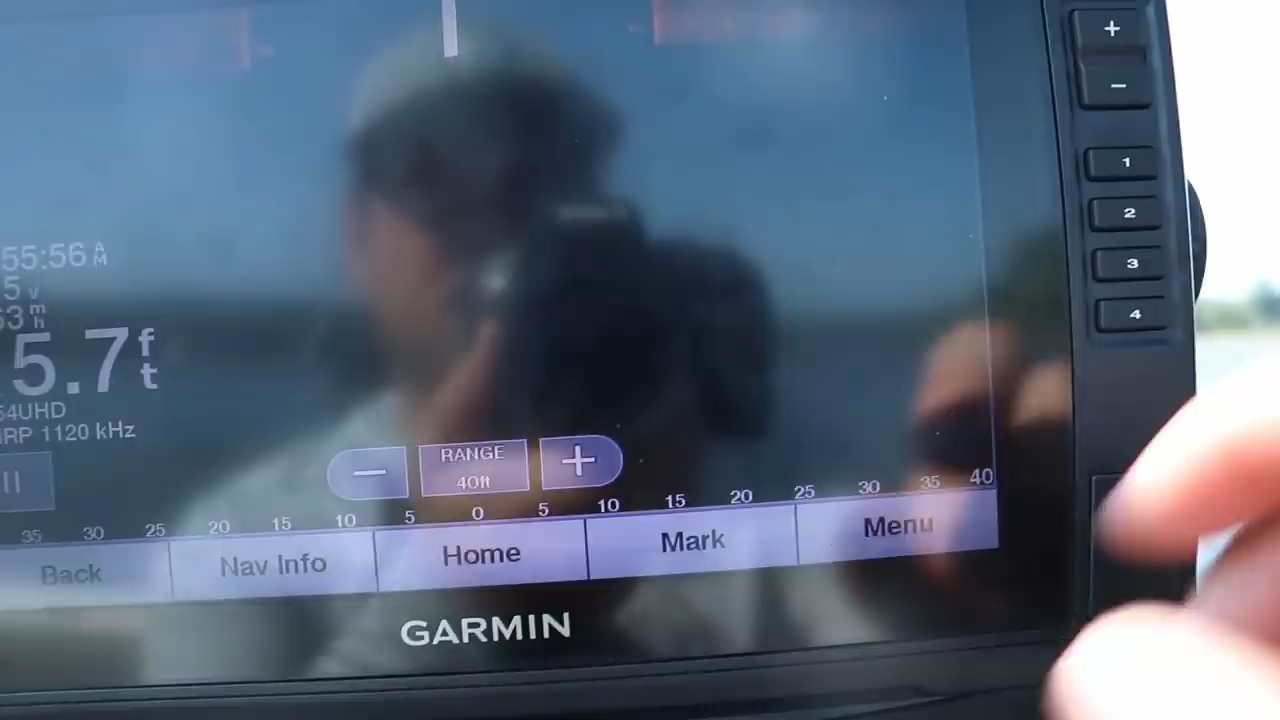 +
−
1
2
3
4
55:56 AM
5 v
63 mh
5.7 ft
54UHD
IRP 1120 kHz
− RANGE +
40ft
35 30 25 20 15 10 5 0 5 10 15 20 25 30 35 40
Back Nav Info Home Mark Menu
GARMIN